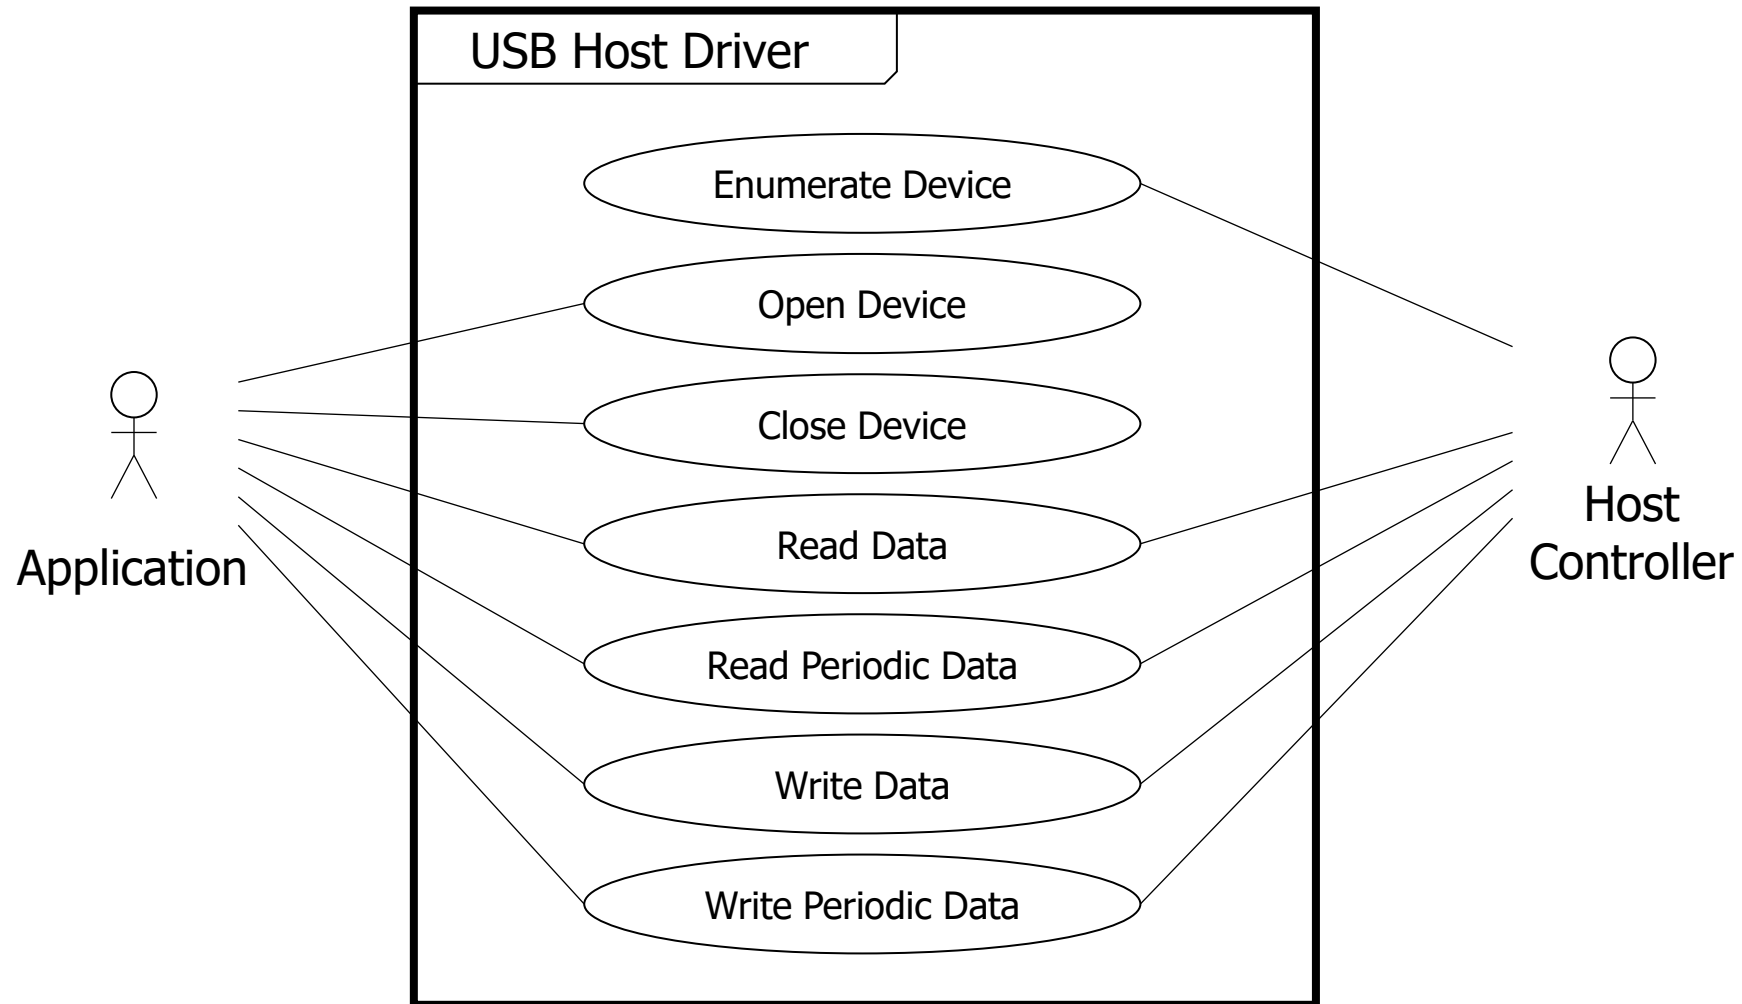 USB Host Driver
Enumerate Device
Open Device
Close Device
Read Data
Read Periodic Data
Write Data
Write Periodic Data
Application
Host
Controller